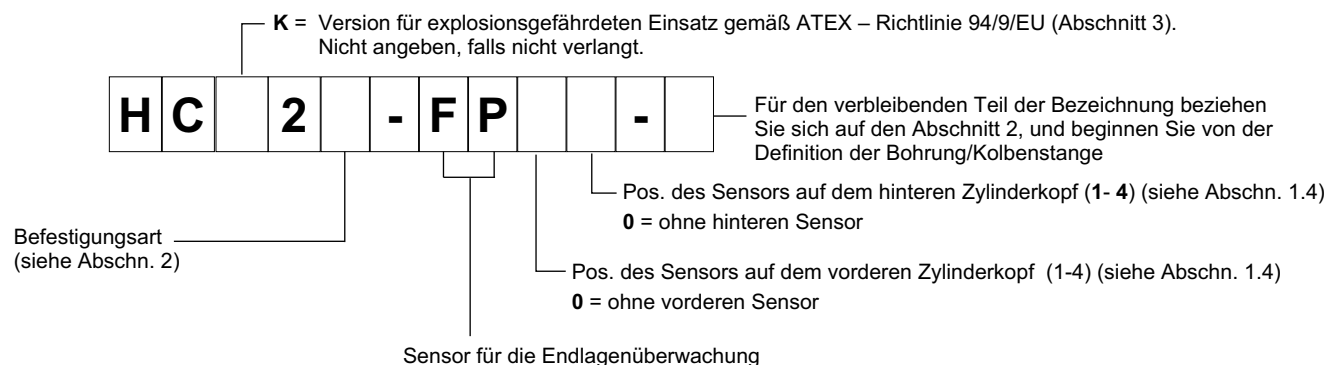 K = Version für explosionsgefährdeten Einsatz gemäß ATEX – Richtlinie 94/9/EU (Abschnitt 3).
Nicht angeben, falls nicht verlangt.
H C 2 - F P -
Für den verbleibenden Teil der Bezeichnung beziehen
Sie sich auf den Abschnitt 2, und beginnen Sie von der
Definition der Bohrung/Kolbenstange
Pos. des Sensors auf dem hinteren Zylinderkopf (1- 4) (siehe Abschn. 1.4)
0 = ohne hinteren Sensor
Befestigungsart
(siehe Abschn. 2)
Pos. des Sensors auf dem vorderen Zylinderkopf (1-4) (siehe Abschn. 1.4)
0 = ohne vorderen Sensor
Sensor für die Endlagenüberwachung